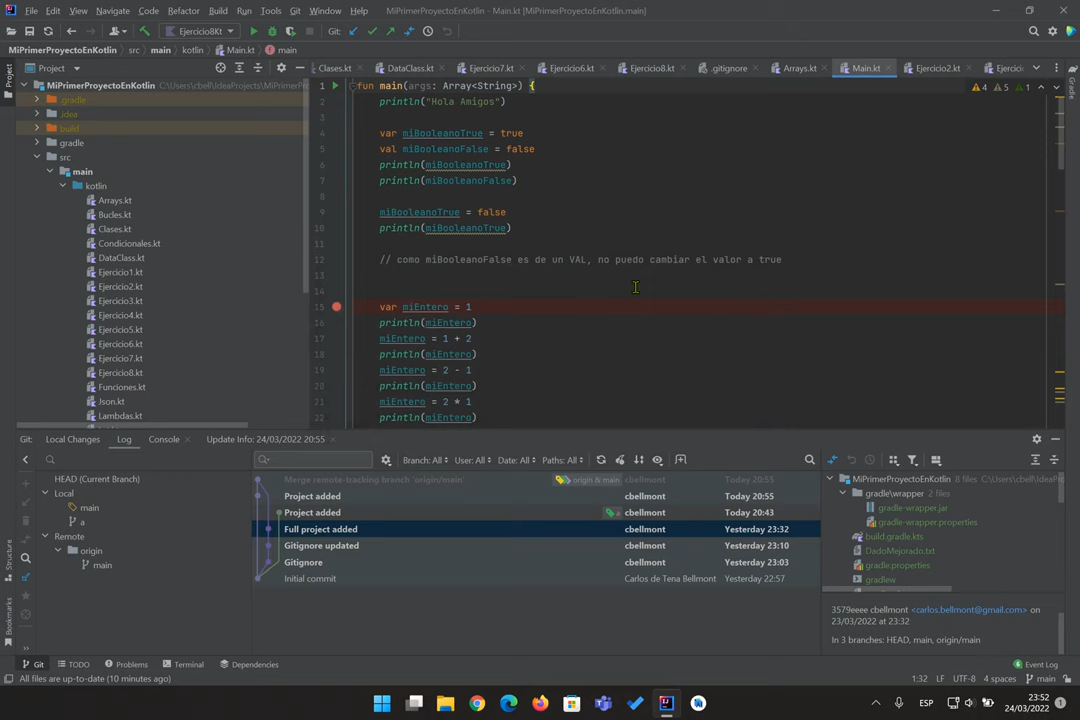 File Edit View Navigate Code Refactor Build Run Tools Git Window Help MiPrimerProyectoEnKotlin - Main.kt [MiPrimerProyectoEnKotlin.main]
Ejercicio8Kt Git:
MiPrimerProyectoEnKotlin src main kotlin Main.kt main
Project
Clases.kt DataClass.kt Ejercicio7.kt Ejercicio6.kt Ejercicio8.kt .gitignore Arrays.kt Main.kt Ejercicio2.kt Ejercic
Gradle
MiPrimerProyectoEnKotlin C:\Users\cbell\IdeaProjects\MiPrimerPro
.gradle
.idea
build
gradle
src
main
kotlin
Arrays.kt
Bucles.kt
Clases.kt
Condicionales.kt
DataClass.kt
Ejercicio1.kt
Ejercicio2.kt
Ejercicio3.kt
Ejercicio4.kt
Ejercicio5.kt
Ejercicio6.kt
Ejercicio7.kt
Ejercicio8.kt
Funciones.kt
Json.kt
Lambdas.kt
1 fun main(args: Array<String>) {
4 5 1
2 println("Hola Amigos")
3
4 var miBooleanoTrue = true
5 val miBooleanoFalse = false
6 println(miBooleanoTrue)
7 println(miBooleanoFalse)
8
9 miBooleanoTrue = false
10 println(miBooleanoTrue)
11
12 // como miBooleanoFalse es de un VAL, no puedo cambiar el valor a true
13
14
15 var miEntero = 1
16 println(miEntero)
17 miEntero = 1 + 2
18 println(miEntero)
19 miEntero = 2 - 1
20 println(miEntero)
21 miEntero = 2 * 1
22 println(miEntero)
Git: Local Changes Log Console Update Info: 24/03/2022 20:55
HEAD (Current Branch)
Local
main
a
Remote
origin
main
Branch: All User: All Date: All Paths: All
Merge remote-tracking branch 'origin/main' origin & main cbellmont Today 20:55
Project added cbellmont Today 20:55
Project added a cbellmont Today 20:43
Full project added cbellmont Yesterday 23:32
Gitignore updated cbellmont Yesterday 23:10
Gitignore cbellmont Yesterday 23:03
Initial commit Carlos de Tena Bellmont Yesterday 22:57
MiPrimerProyectoEnKotlin C:\Users\cbell\IdeaP
gradle\wrapper 2 files
gradle-wrapper.jar
gradle-wrapper.properties
build.gradle.kts
DadoMejorado.txt
gradle.properties
gradlew
3579eeee cbellmont <carlos.bellmont@gmail.com> on
23/03/2022 at 23:32
In 3 branches: HEAD, main, origin/main
Structure
Bookmarks
Git TODO Problems Terminal Dependencies 6 Event Log
All files are up-to-date (10 minutes ago) 1:32 LF UTF-8 4 spaces main
ESP 23:52
24/03/2022